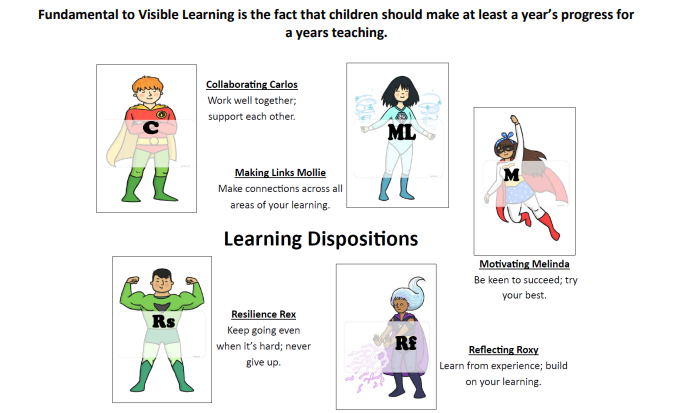 Fundamental to Visible Learning is the fact that children should make at least a year's progress for
a years teaching.
C
Collaborating Carlos
Work well together;
support each other.
ML
Making Links Mollie
Make connections across all
areas of your learning.
M
Motivating Melinda
Be keen to succeed; try
your best.
Learning Dispositions
Rs
Resilience Rex
Keep going even
when it's hard; never
give up.
Rf
Reflecting Roxy
Learn from experience; build
on your learning.